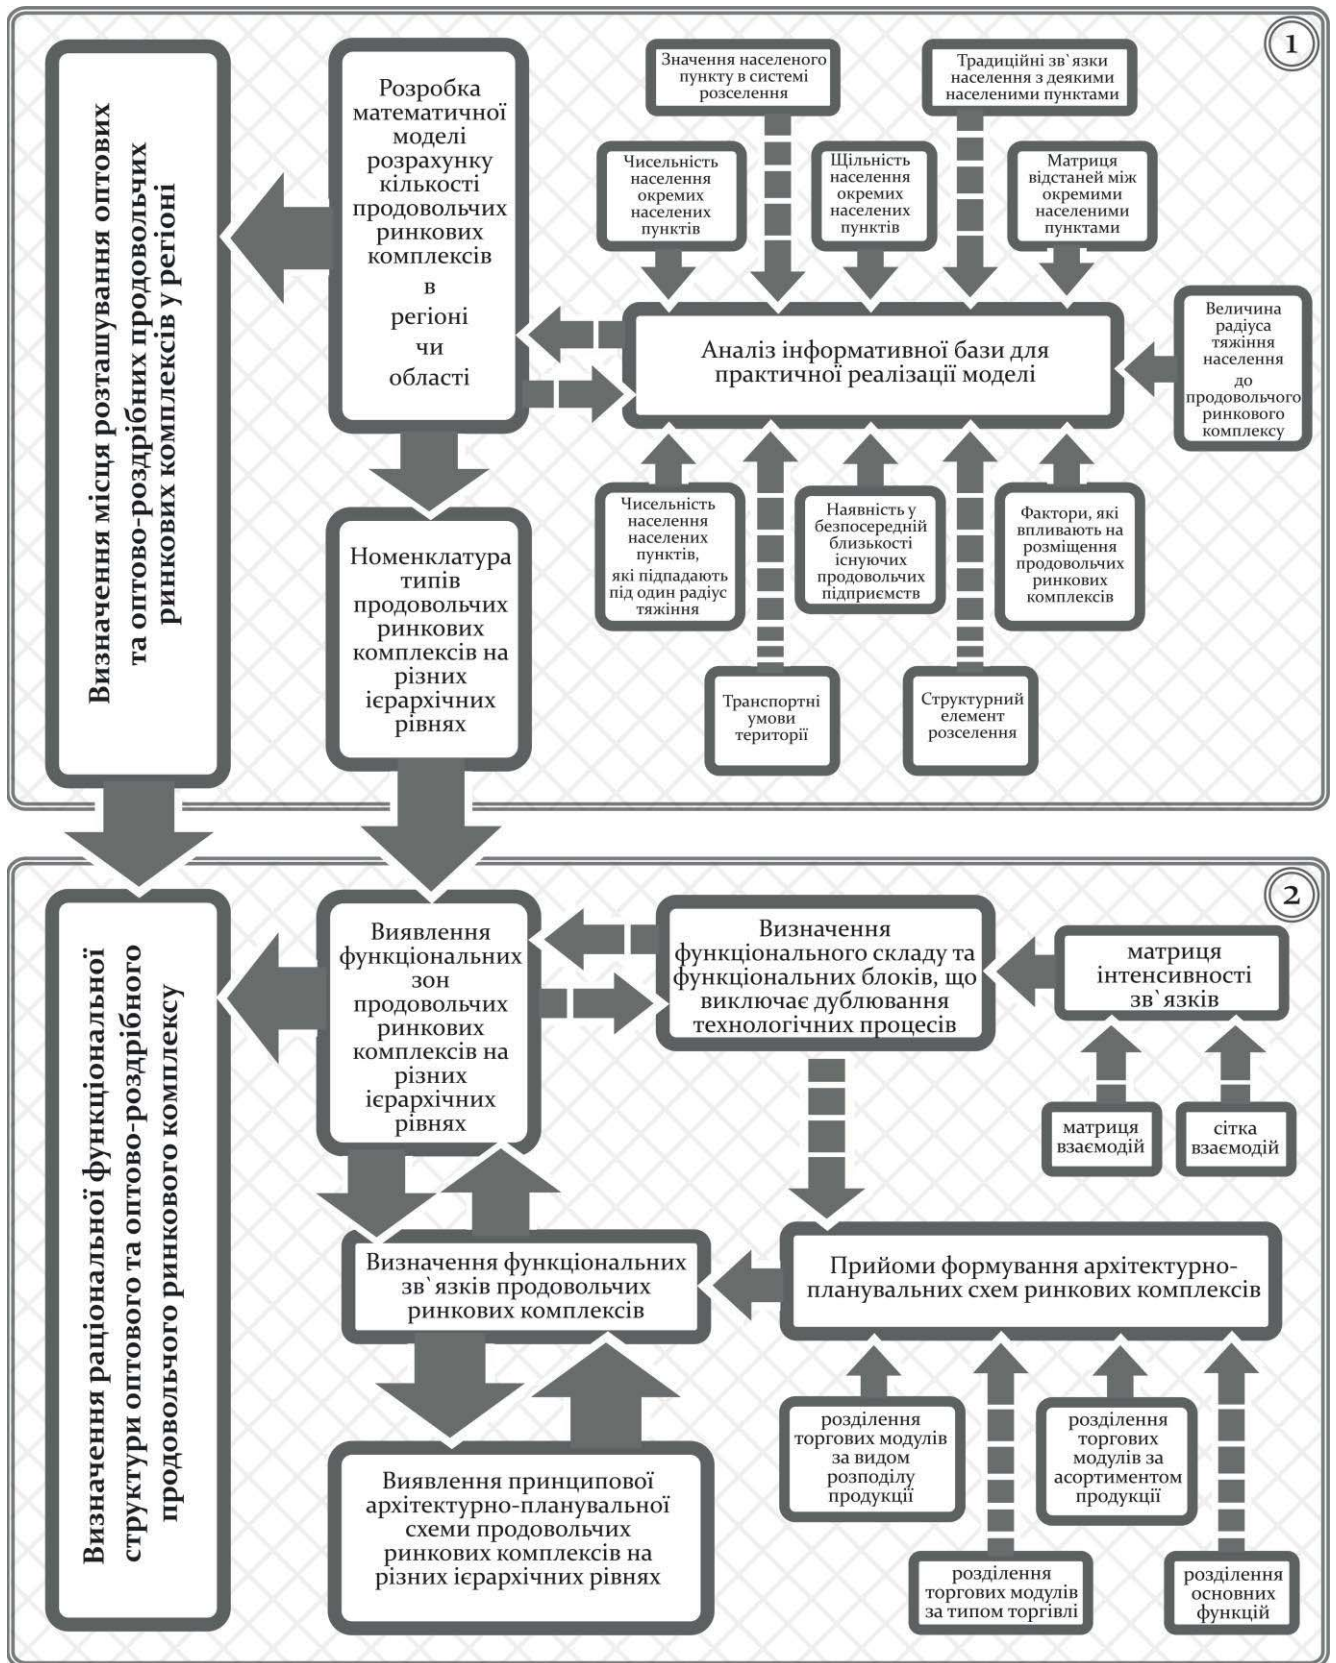 1
Визначення місця розташування оптових
та оптово-роздрібних продовольчих
ринкових комплексів у регіоні
Розробка
математичної
моделі
розрахунку
кількості
продовольчих
ринкових
комплексів
в
регіоні
чи
області
Значення населеного
пункту в системі
розселення
Традиційні зв`язки
населення з деякими
населеними пунктами
Чисельність
населення
окремих
населених
пунктів
Щільність
населення
окремих
населених
пунктів
Матриця
відстаней між
окремими
населеними
пунктами
Аналіз інформативної бази для
практичної реалізації моделі
Величина
радіуса
тяжіння
населення
до
продовольчого
ринкового
комплексу
Номенклатура
типів
продовольчих
ринкових
комплексів на
різних
ієрархічних
рівнях
Чисельність
населення
населених
пунктів,
які підпадають
під один радіус
тяжіння
Наявність у
безпосередній
близькості
існуючих
продовольчих
підприємств
Фактори, які
впливають на
розміщення
продовольчих
ринкових
комплексів
Транспортні
умови
території
Структурний
елемент
розселення
2
Визначення раціональної функціональної
структури оптового та оптово-роздрібного
продовольчого ринкового комплексу
Виявлення
функціональних
зон
продовольчих
ринкових
комплексів на
різних
ієрархічних
рівнях
Визначення
функціонального складу та
функціональних блоків, що
виключає дублювання
технологічних процесів
матриця
інтенсивності
зв`язків
матриця
взаємодій
сітка
взаємодій
Визначення функціональних
зв`язків продовольчих
ринкових комплексів
Прийоми формування архітектурно-
планувальних схем ринкових комплексів
Виявлення принципової
архітектурно-планувальної
схеми продовольчих
ринкових комплексів на
різних ієрархічних рівнях
розділення
торгових модулів
за видом
розподілу
продукції
розділення
торгових
модулів за
асортиментом
продукції
розділення
торгових модулів
за типом торгівлі
розділення
основних
функцій